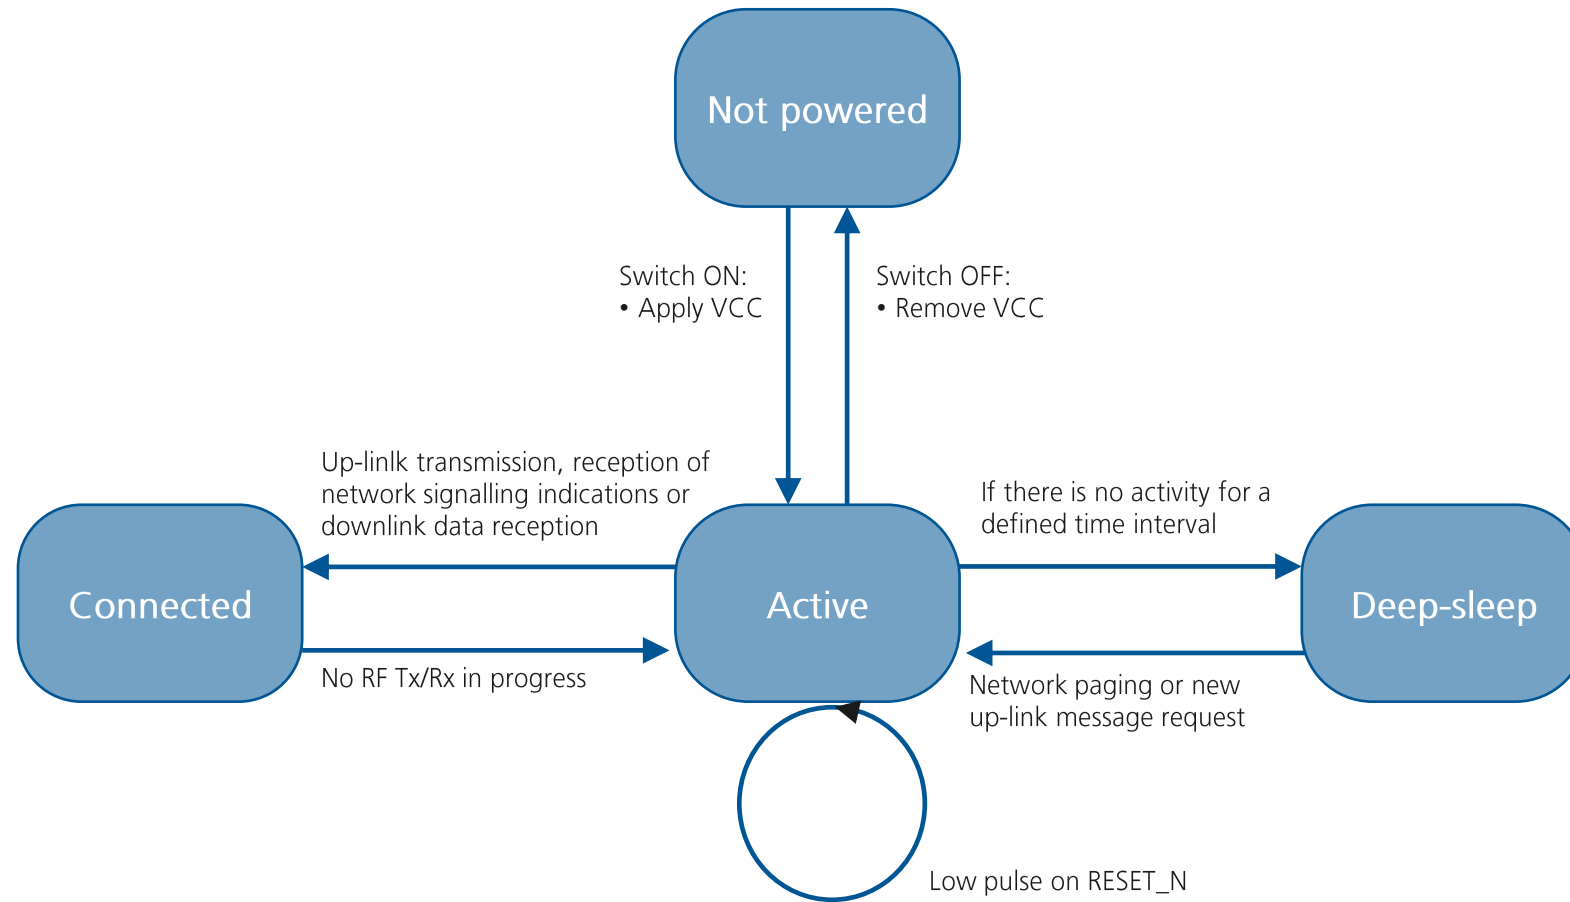 Not powered
Switch ON:
• Apply VCC
Switch OFF:
• Remove VCC
Up-linlk transmission, reception of
network signalling indications or
downlink data reception
If there is no activity for a
defined time interval
Connected
Active
Deep-sleep
No RF Tx/Rx in progress
Network paging or new
up-link message request
Low pulse on RESET_N